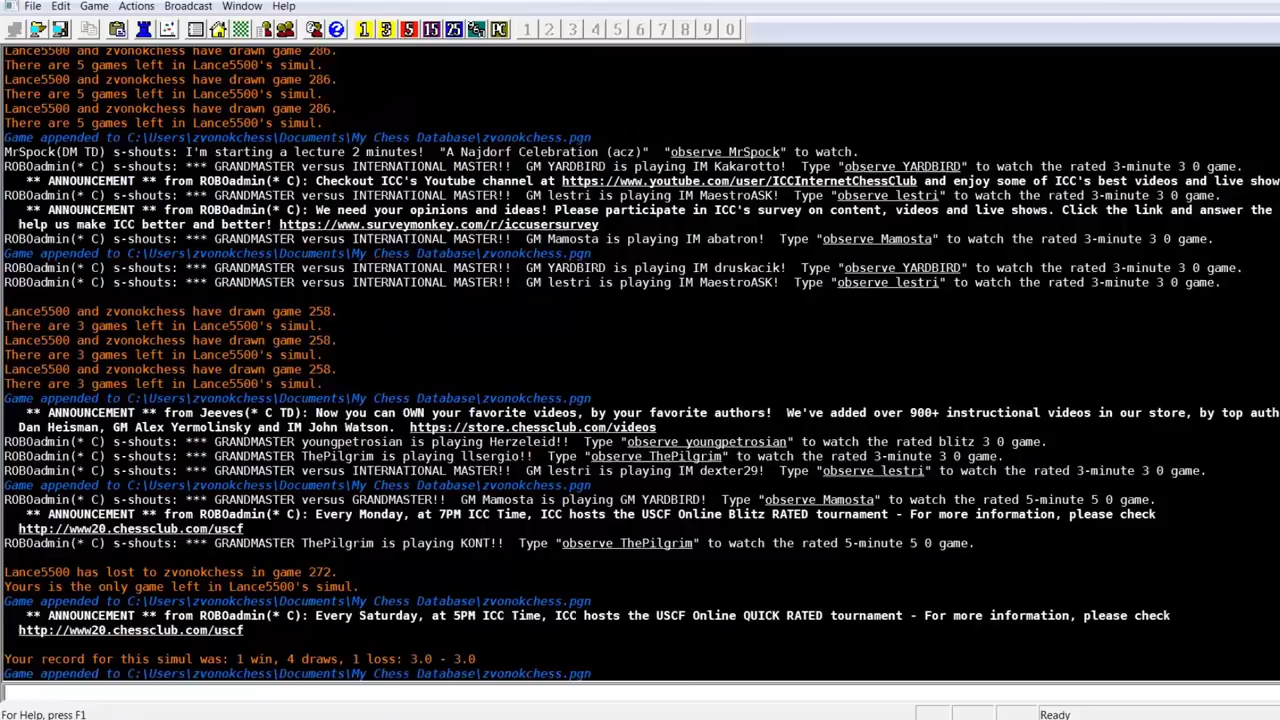 File Edit Game Actions Broadcast Window Help
1 3 5 15 25 PC 1 2 3 4 5 6 7 8 9 0
Lance5500 and zvonokchess have drawn game 286.
There are 5 games left in Lance5500's simul.
Lance5500 and zvonokchess have drawn game 286.
There are 5 games left in Lance5500's simul.
Lance5500 and zvonokchess have drawn game 286.
There are 5 games left in Lance5500's simul.
Game appended to C:\Users\zvonokchess\Documents\My Chess Database\zvonokchess.pgn
MrSpock(DM TD) s-shouts: I'm starting a lecture 2 minutes!  "A Najdorf Celebration (acz)"  "observe MrSpock" to watch.
ROBOadmin(* C) s-shouts: *** GRANDMASTER versus INTERNATIONAL MASTER!!  GM YARDBIRD is playing IM Kakarotto!  Type "observe YARDBIRD" to watch the rated 3-minute 3 0 game.
** ANNOUNCEMENT ** from ROBOadmin(* C): Checkout ICC's Youtube channel at https://www.youtube.com/user/ICCInternetChessClub and enjoy some of ICC's best videos and live show
ROBOadmin(* C) s-shouts: *** GRANDMASTER versus INTERNATIONAL MASTER!!  GM lestri is playing IM MaestroASK!  Type "observe lestri" to watch the rated 3-minute 3 0 game.
** ANNOUNCEMENT ** from ROBOadmin(* C): We need your opinions and ideas! Please participate in ICC's survey on content, videos and live shows. Click the link and answer the
help us make ICC better and better! https://www.surveymonkey.com/r/iccusersurvey
ROBOadmin(* C) s-shouts: *** GRANDMASTER versus INTERNATIONAL MASTER!!  GM Mamosta is playing IM abatron!  Type "observe Mamosta" to watch the rated 3-minute 3 0 game.
Game appended to C:\Users\zvonokchess\Documents\My Chess Database\zvonokchess.pgn
ROBOadmin(* C) s-shouts: *** GRANDMASTER versus INTERNATIONAL MASTER!!  GM YARDBIRD is playing IM druskacik!  Type "observe YARDBIRD" to watch the rated 3-minute 3 0 game.
ROBOadmin(* C) s-shouts: *** GRANDMASTER versus INTERNATIONAL MASTER!!  GM lestri is playing IM MaestroASK!  Type "observe lestri" to watch the rated 3-minute 3 0 game.
Lance5500 and zvonokchess have drawn game 258.
There are 3 games left in Lance5500's simul.
Lance5500 and zvonokchess have drawn game 258.
There are 3 games left in Lance5500's simul.
Lance5500 and zvonokchess have drawn game 258.
There are 3 games left in Lance5500's simul.
Game appended to C:\Users\zvonokchess\Documents\My Chess Database\zvonokchess.pgn
** ANNOUNCEMENT ** from Jeeves(* C TD): Now you can OWN your favorite videos, by your favorite authors!  We've added over 900+ instructional videos in our store, by top auth
Dan Heisman, GM Alex Yermolinsky and IM John Watson.  https://store.chessclub.com/videos
ROBOadmin(* C) s-shouts: *** GRANDMASTER youngpetrosian is playing Herzeleid!!  Type "observe youngpetrosian" to watch the rated blitz 3 0 game.
ROBOadmin(* C) s-shouts: *** GRANDMASTER ThePilgrim is playing llsergio!!  Type "observe ThePilgrim" to watch the rated 3-minute 3 0 game.
ROBOadmin(* C) s-shouts: *** GRANDMASTER versus INTERNATIONAL MASTER!!  GM lestri is playing IM dexter29!  Type "observe lestri" to watch the rated 3-minute 3 0 game.
Game appended to C:\Users\zvonokchess\Documents\My Chess Database\zvonokchess.pgn
ROBOadmin(* C) s-shouts: *** GRANDMASTER versus GRANDMASTER!!  GM Mamosta is playing GM YARDBIRD!  Type "observe Mamosta" to watch the rated 5-minute 5 0 game.
** ANNOUNCEMENT ** from ROBOadmin(* C): Every Monday, at 7PM ICC Time, ICC hosts the USCF Online Blitz RATED tournament - For more information, please check
http://www20.chessclub.com/uscf
ROBOadmin(* C) s-shouts: *** GRANDMASTER ThePilgrim is playing KONT!!  Type "observe ThePilgrim" to watch the rated 5-minute 5 0 game.
Lance5500 has lost to zvonokchess in game 272.
Yours is the only game left in Lance5500's simul.
Game appended to C:\Users\zvonokchess\Documents\My Chess Database\zvonokchess.pgn
** ANNOUNCEMENT ** from ROBOadmin(* C): Every Saturday, at 5PM ICC Time, ICC hosts the USCF Online QUICK RATED tournament - For more information, please check
http://www20.chessclub.com/uscf
Your record for this simul was: 1 win, 4 draws, 1 loss: 3.0 - 3.0
Game appended to C:\Users\zvonokchess\Documents\My Chess Database\zvonokchess.pgn
For Help, press F1 Ready